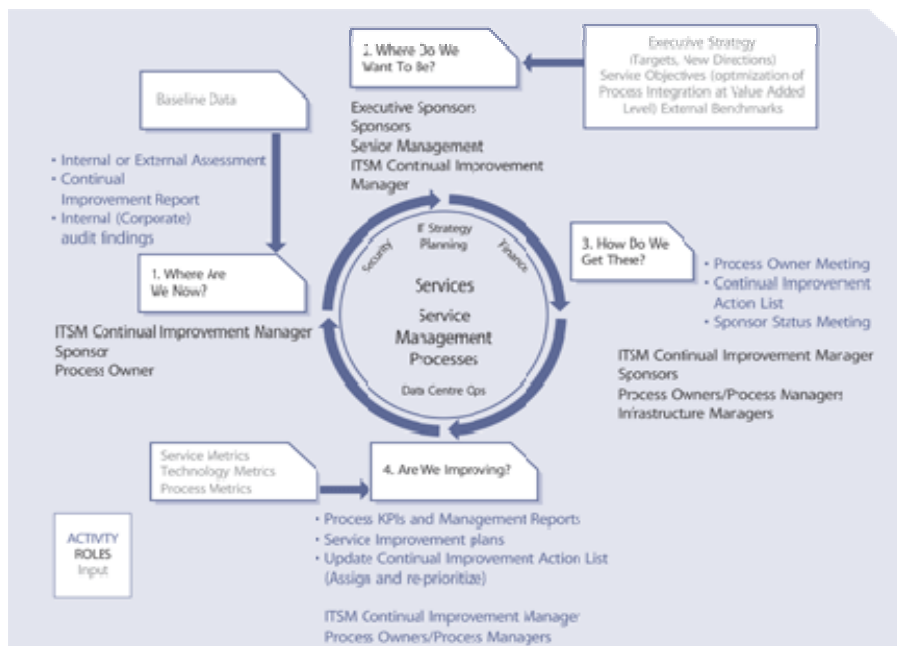 2. Where Do We
Want To Be?
Executive Strategy
(Targets, New Directions)
Service Objectives (optimization of
Process Integration at Value Added
Level) External Benchmarks
Baseline Data
Executive Sponsors
Sponsors
Senior Management
ITSM Continual Improvement
Manager
• Internal or External Assessment
• Continual
Improvement Report
• Internal (Corporate)
audit findings
1. Where Are
We Now?
ITSM Continual Improvement Manager
Sponsor
Process Owner
IT Strategy
Planning
Security
Finance
Services
Service
Management
Processes
Data Centre Ops
3. How Do We
Get There?
• Process Owner Meeting
• Continual Improvement
Action List
• Sponsor Status Meeting
ITSM Continual Improvement Manager
Sponsors
Process Owners/Process Managers
Infrastructure Managers
Service Metrics
Technology Metrics
Process Metrics
4. Are We Improving?
• Process KPIs and Management Reports
• Service Improvement plans
• Update Continual Improvement Action List
(Assign and re-prioritize)
ITSM Continual Improvement Manager
Process Owners/Process Managers
ACTIVTY
ROLES
Input